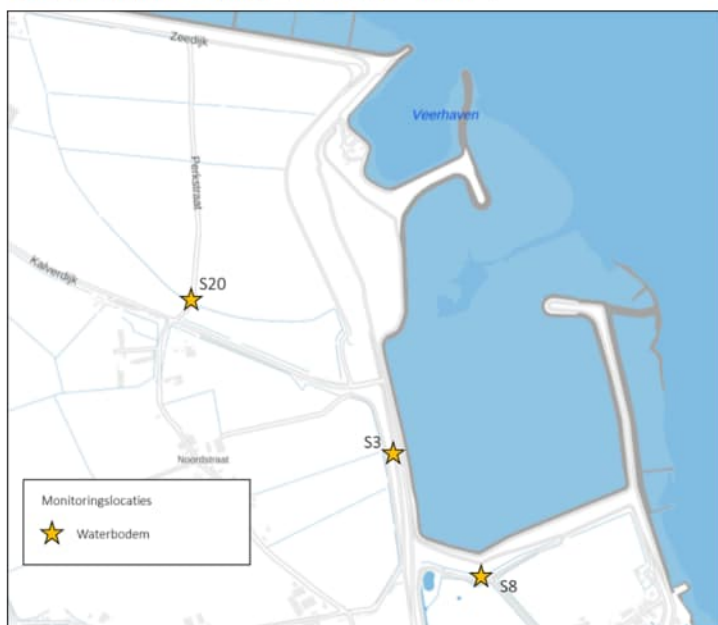 Zeedijk
Veerhaven
Perkstraat
Kalverdijk
S20
S3
Noordstraat
Monitoringslocaties
Waterbodem
S8